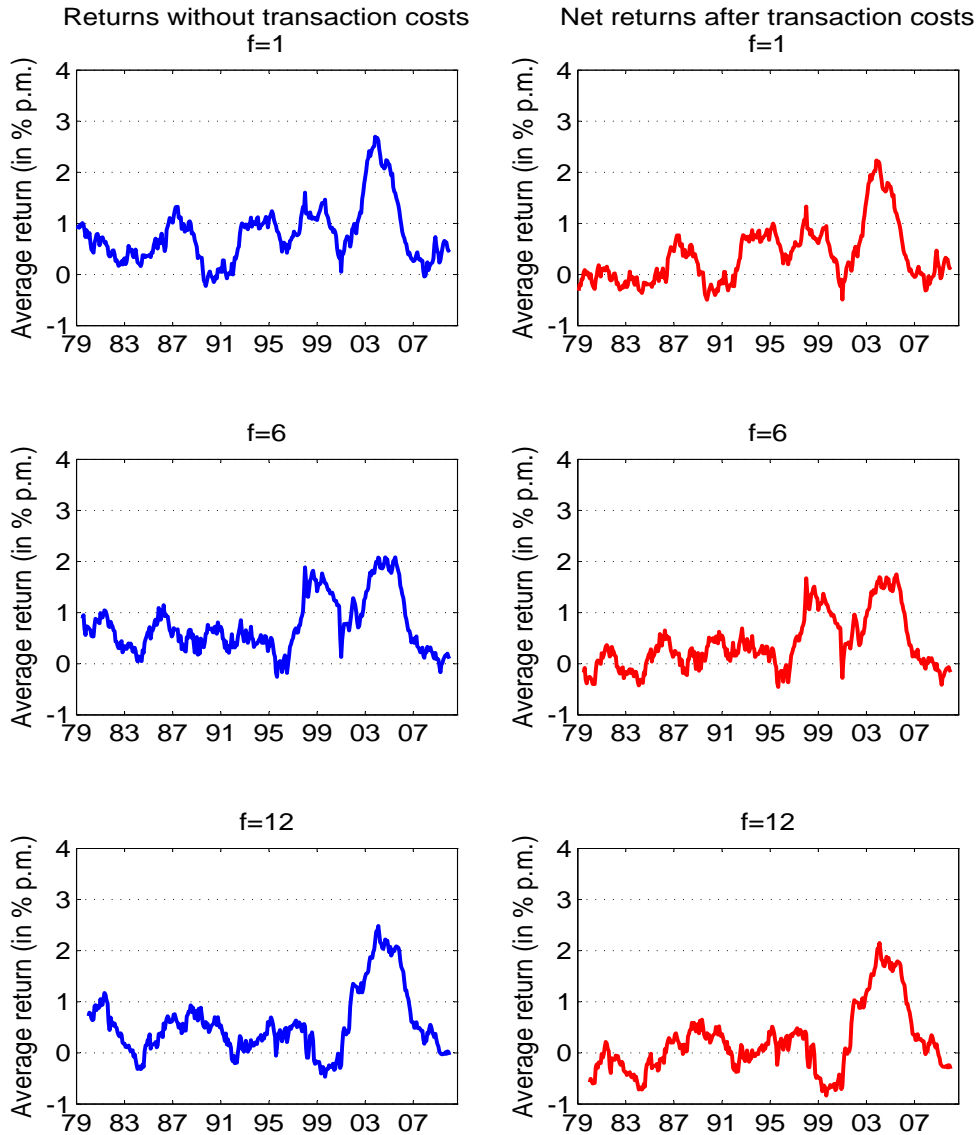 Returns without transaction costs
f=1
Average return (in % p.m.)
4
3
2
1
0
-1
79 83 87 91 95 99 03 07
Net returns after transaction costs
f=1
Average return (in % p.m.)
4
3
2
1
0
-1
79 83 87 91 95 99 03 07
f=6
Average return (in % p.m.)
4
3
2
1
0
-1
79 83 87 91 95 99 03 07
f=6
Average return (in % p.m.)
4
3
2
1
0
-1
79 83 87 91 95 99 03 07
f=12
Average return (in % p.m.)
4
3
2
1
0
-1
79 83 87 91 95 99 03 07
f=12
Average return (in % p.m.)
4
3
2
1
0
-1
79 83 87 91 95 99 03 07